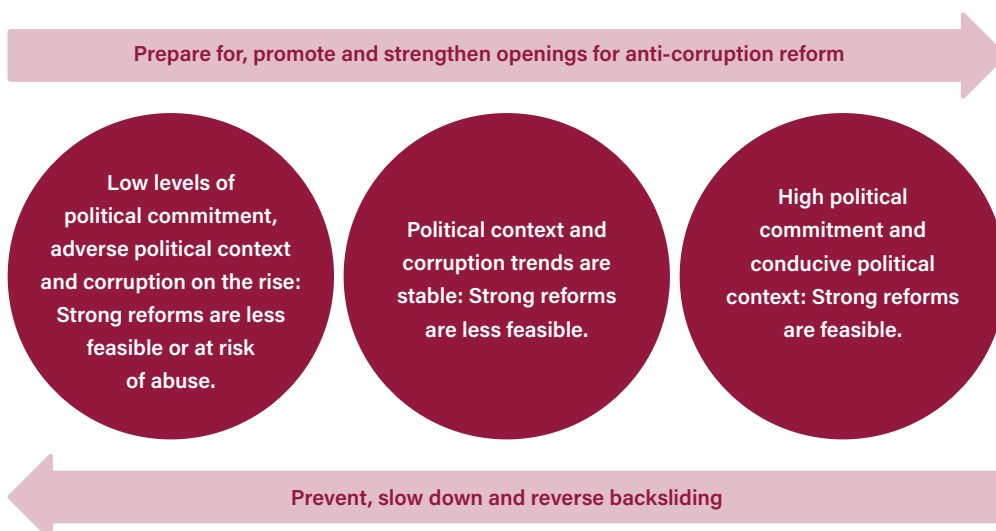 Prepare for, promote and strengthen openings for anti-corruption reform
Low levels of
political commitment,
adverse political context
and corruption on the rise:
Strong reforms are less
feasible or at risk
of abuse.
Political context and
corruption trends are
stable: Strong reforms
are less feasible.
High political
commitment and
conducive political
context: Strong reforms
are feasible.
Prevent, slow down and reverse backsliding